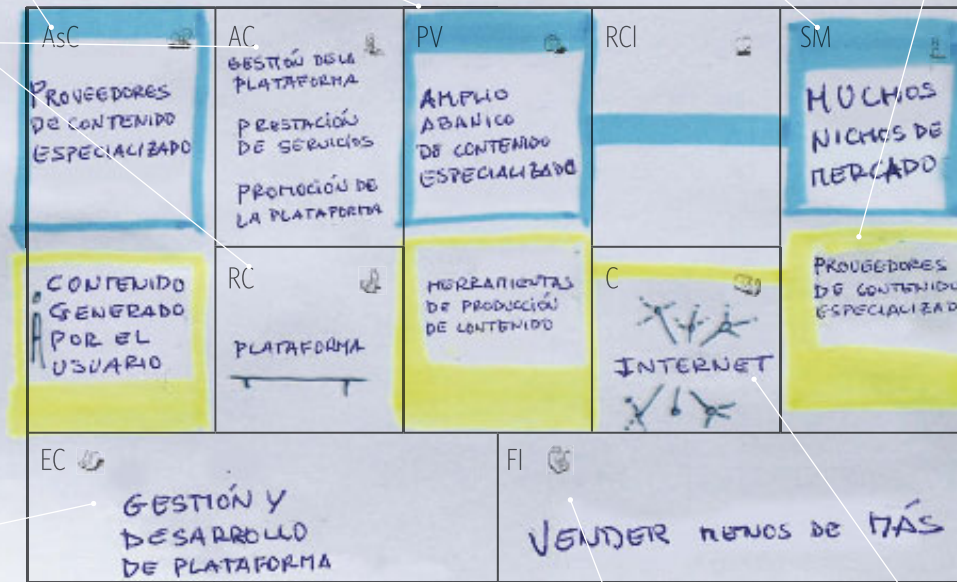 AsC
PROVEEDORES
DE CONTENIDO
ESPECIALIZADO
CONTENIDO
GENERADO
POR EL
USUARIO
AC
GESTIÓN DE LA
PLATAFORMA
PRESTACIÓN
DE SERVICIOS
PROMOCIÓN DE
LA PLATAFORMA
RC
PLATAFORMA
PV
AMPLIO
ABANICO
DE CONTENIDO
ESPECIALIZADO
HERRAMIENTAS
DE PRODUCCIÓN
DE CONTENIDO
RCI
C
INTERNET
SM
MUCHOS
NICHOS DE
MERCADO
PROVEEDORES
DE CONTENIDO
ESPECIALIZAD
EC
GESTIÓN Y
DESARROLLO
DE PLATAFORMA
FI
VENDER MENOS DE MÁS